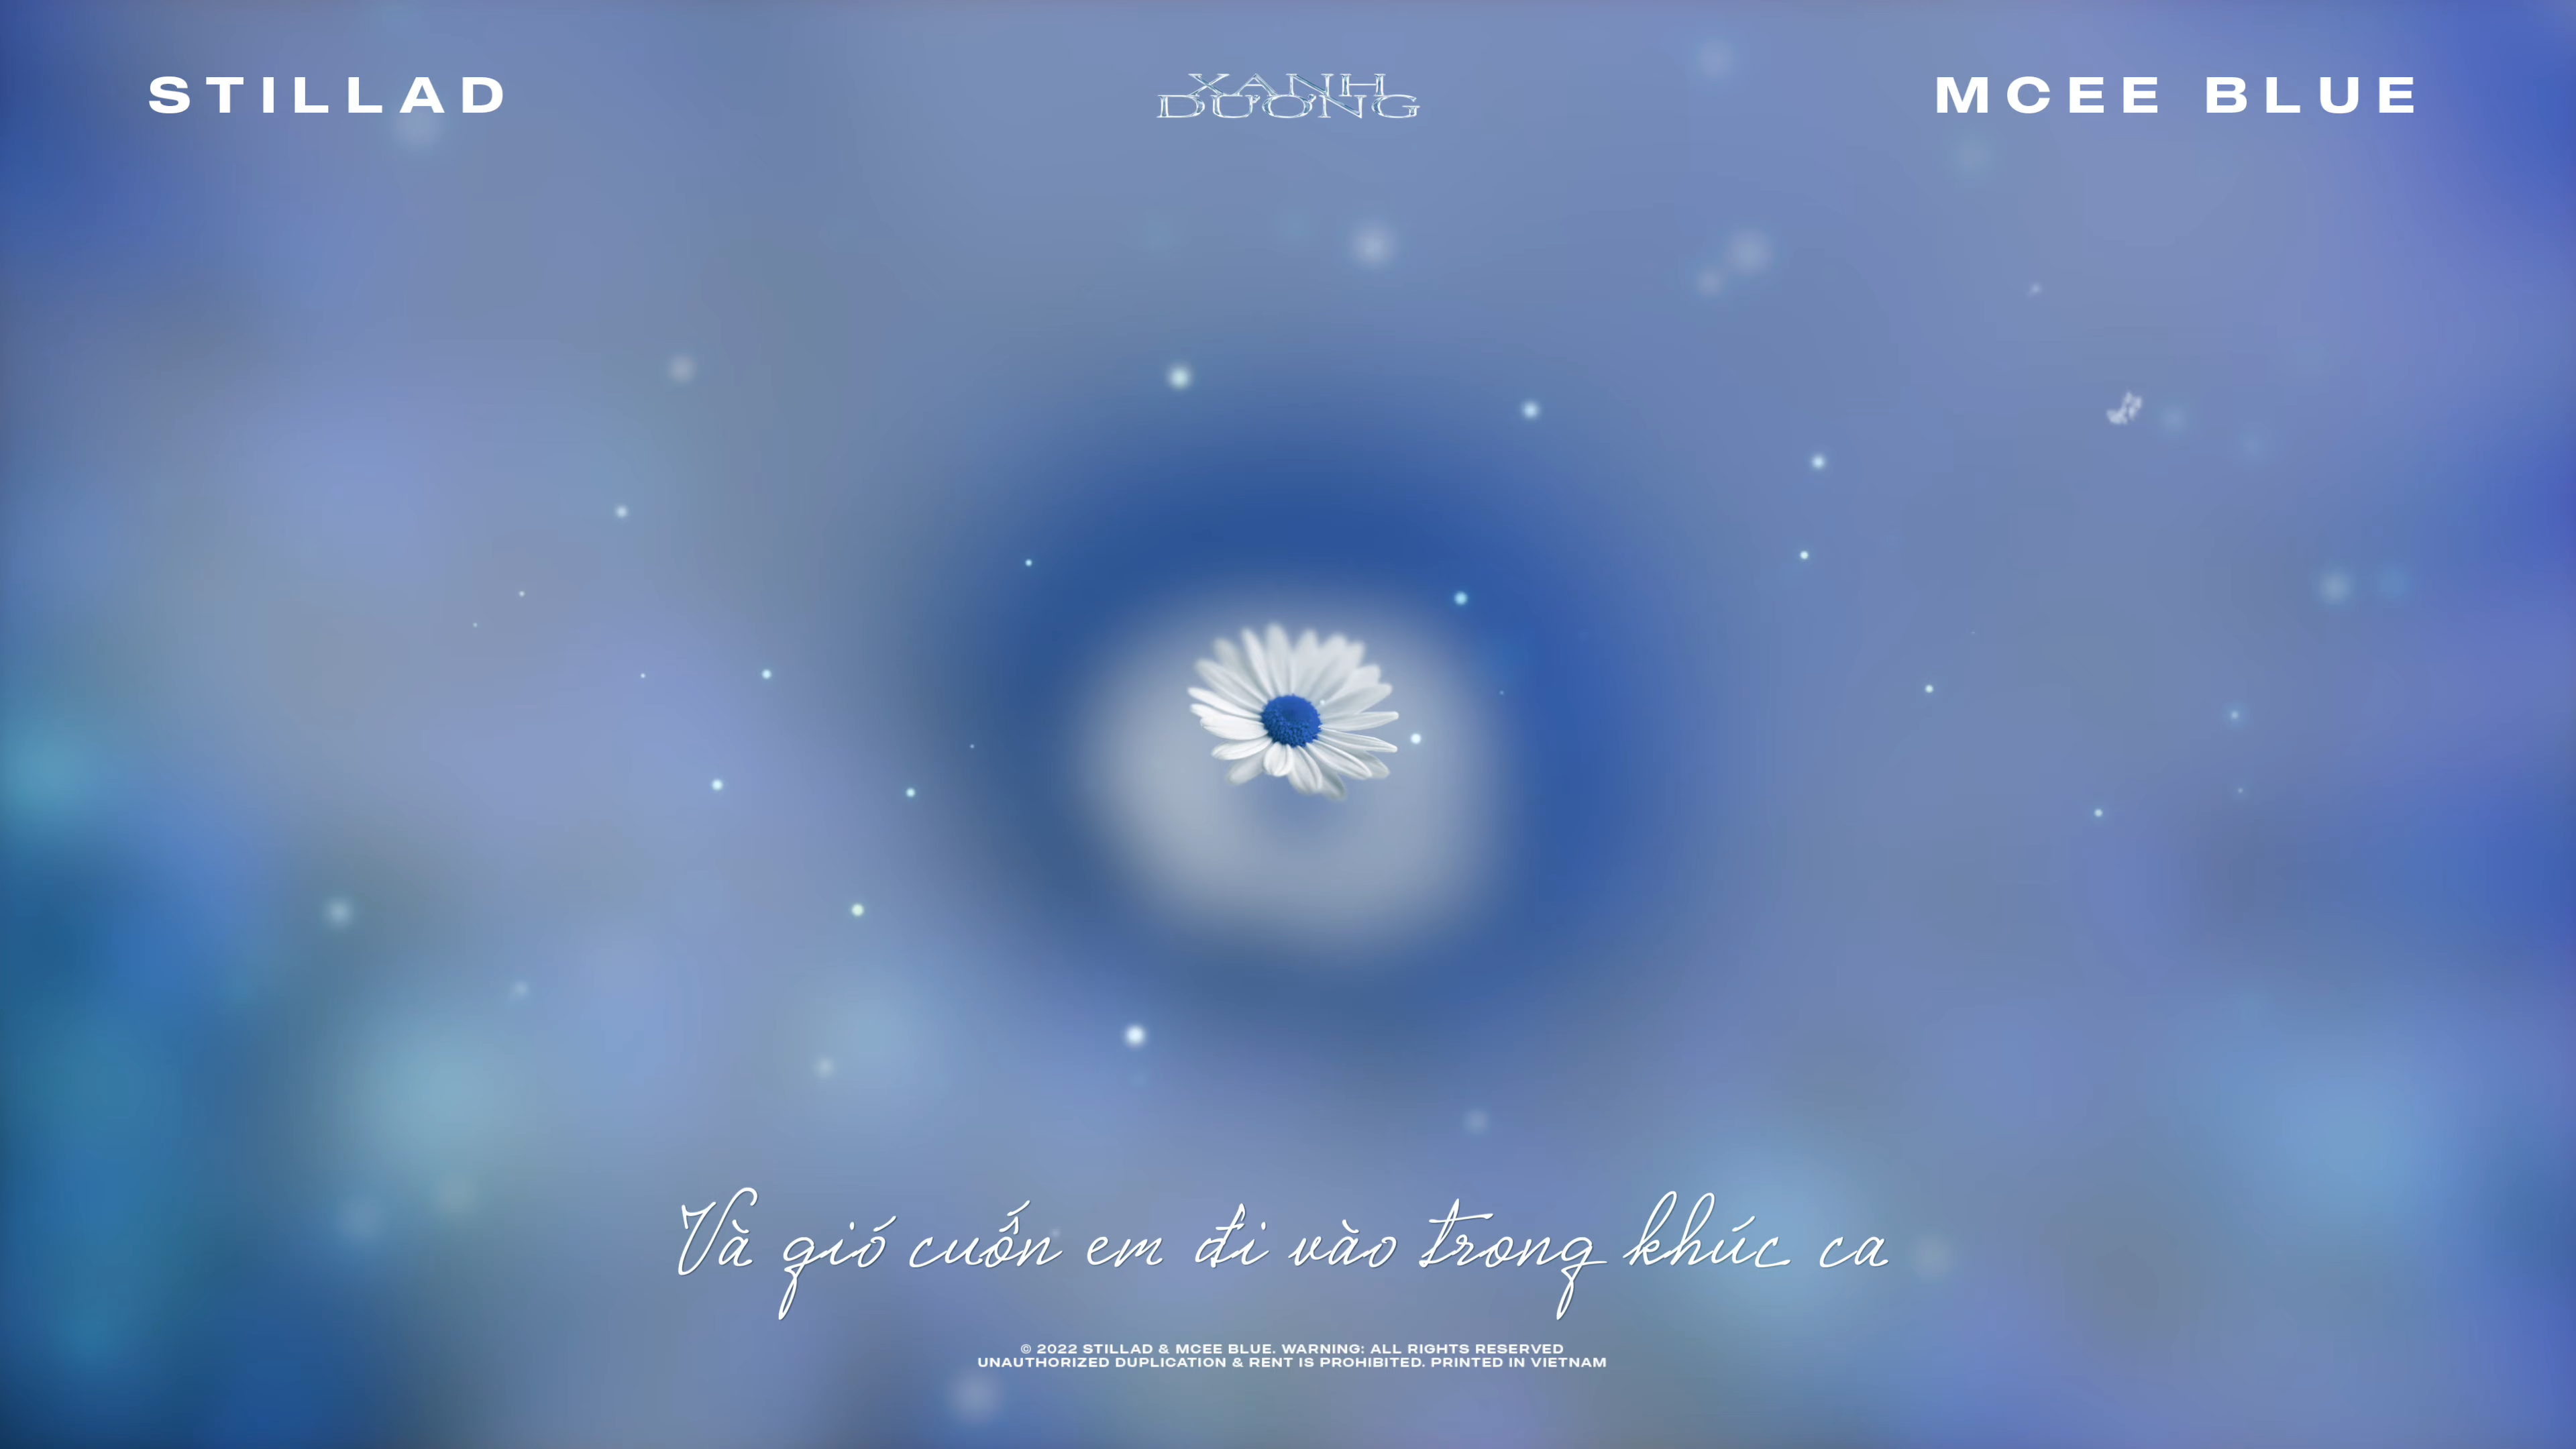 STILLAD
XANH
DƯƠNG
MCEE BLUE
Và gió cuốn em đi vào trong khúc ca
© 2022 STILLAD & MCEE BLUE. WARNING: ALL RIGHTS RESERVED
UNAUTHORIZED DUPLICATION & RENT IS PROHIBITED. PRINTED IN VIETNAM